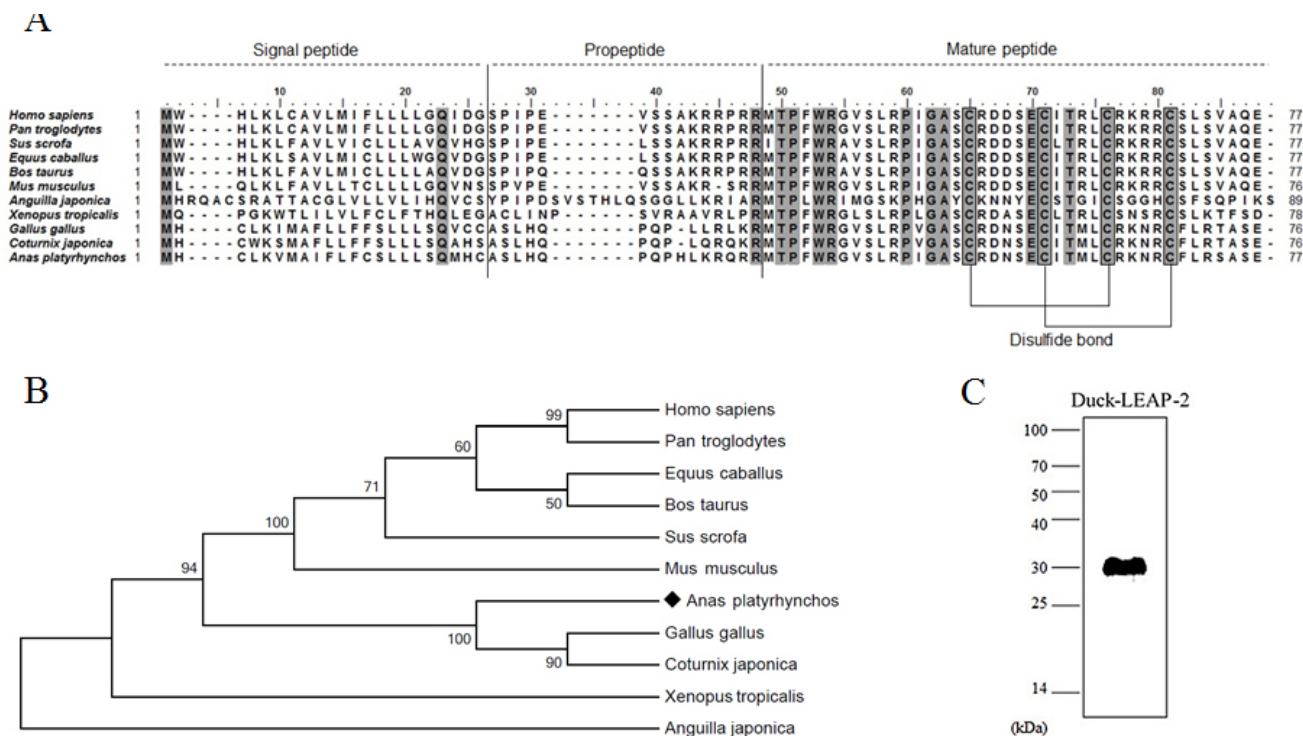 A
Signal peptide Propeptide Mature peptide
10 20 30 40 50 60 70 80
Homo sapiens 1 MW----HLKLCAVLMIFLLLLGQIDGSPIPE-------VSSAKRRPRRMTPFWRGVSLRPIGASCRDDSECITRLCRKRRCSLSVAQE- 77
Pan troglodytes 1 MW----HLKLCAVLMIFLLLLGQIDGSPIPE-------VSSAKRRPRRMTPFWRGVSLRPIGASCRDDSECITRLCRKRRCSLSVAQE- 77
Sus scrofa 1 MW----HLKLFAVLVICLLLAVQVHGSPIPE-------LSSAKRRPRRITPFWRAVSLRPIGASCRDDSECLTRLCRKRRCSLSVAQE- 77
Equus caballus 1 MW----HLKLSAVLMICLLLWGQVDGSPIPE-------LSSAKRRPRRMTPFWRAVSLRPIGASCRDDSECITRLCRKRRCSLSVAQE- 77
Bos taurus 1 MW----HLKLFAVLMICLLLLAQVDGSPIPQ-------QSSAKRRPRRMTPFWRAVSLRPIGASCRDDSECITRLCRKRRCSLSVAQE- 77
Mus musculus 1 ML----QLKLFAVLLTCLLLLGQVNSSPVPE-------VSSAKR-SRRMTPFWRGVSLRPIGASCRDDSECITRLCRKRRCSLSVAQE- 76
Anguilla japonica 1 MHRQACSRATTACGLVLLVLIHQVCSYPIPDSVSTHLQSGGLLKRIARMTPLWRIMGSKPHGAYCKNNYECSTGICSGGHCSFSQPIKS 89
Xenopus tropicalis 1 MQ----PGKWTLILVLFCLFTHQLEGACLINP------SVRAAVRLPRMTPFWRGVSLRPLGASCRDASECLTRLCRKRRCSLKTFSD- 78
Gallus gallus 1 MH----CLKIMAFLLFFSLLLSQVCCASLHQ-------PQP-LLRLKRMTPFWRGVSLRPVGASCRDNSECITMLCRKNRCFLRTASE- 76
Coturnix japonica 1 MH----CWKSMAFLLFFLSLLSQAHSASLHQ-------PQP-LQRQKRMTPFWRGVSLRPVGASCRDNSECITMLCRKNRCFLRTASE- 76
Anas platyrhynchos 1 MH----CLKVMAIFLFCSLLLSQMHCASLHQ-------PQPHLKRQRRMTPFWRGVSLRPIGASCRDNSECITMLCRKNRCFLRSASE- 77
Disulfide bond
B
Homo sapiens
Pan troglodytes
Equus caballus
Bos taurus
Sus scrofa
Mus musculus
Anas platyrhynchos
Gallus gallus
Coturnix japonica
Xenopus tropicalis
Anguilla japonica
99
60
50
71
100
94
100
90
C
Duck-LEAP-2
100
70
50
40
30
25
14
(kDa)